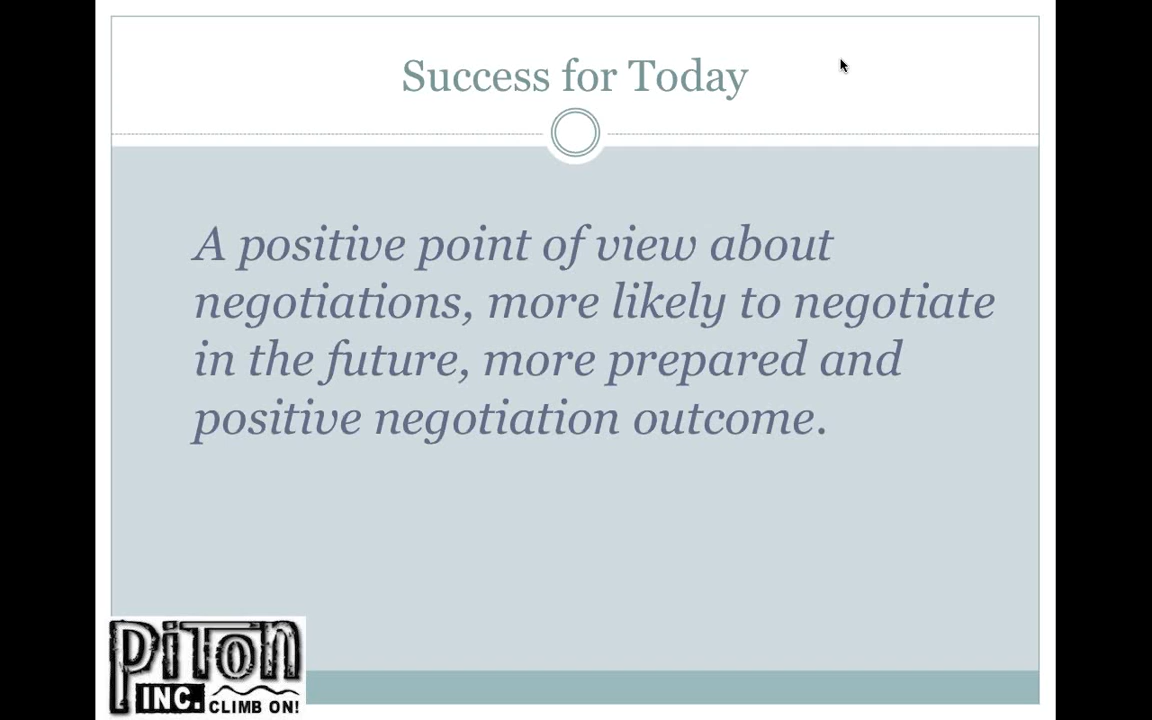 Success for Today
A positive point of view about
negotiations, more likely to negotiate
in the future, more prepared and
positive negotiation outcome.
PiTon
INC. CLIMB ON!